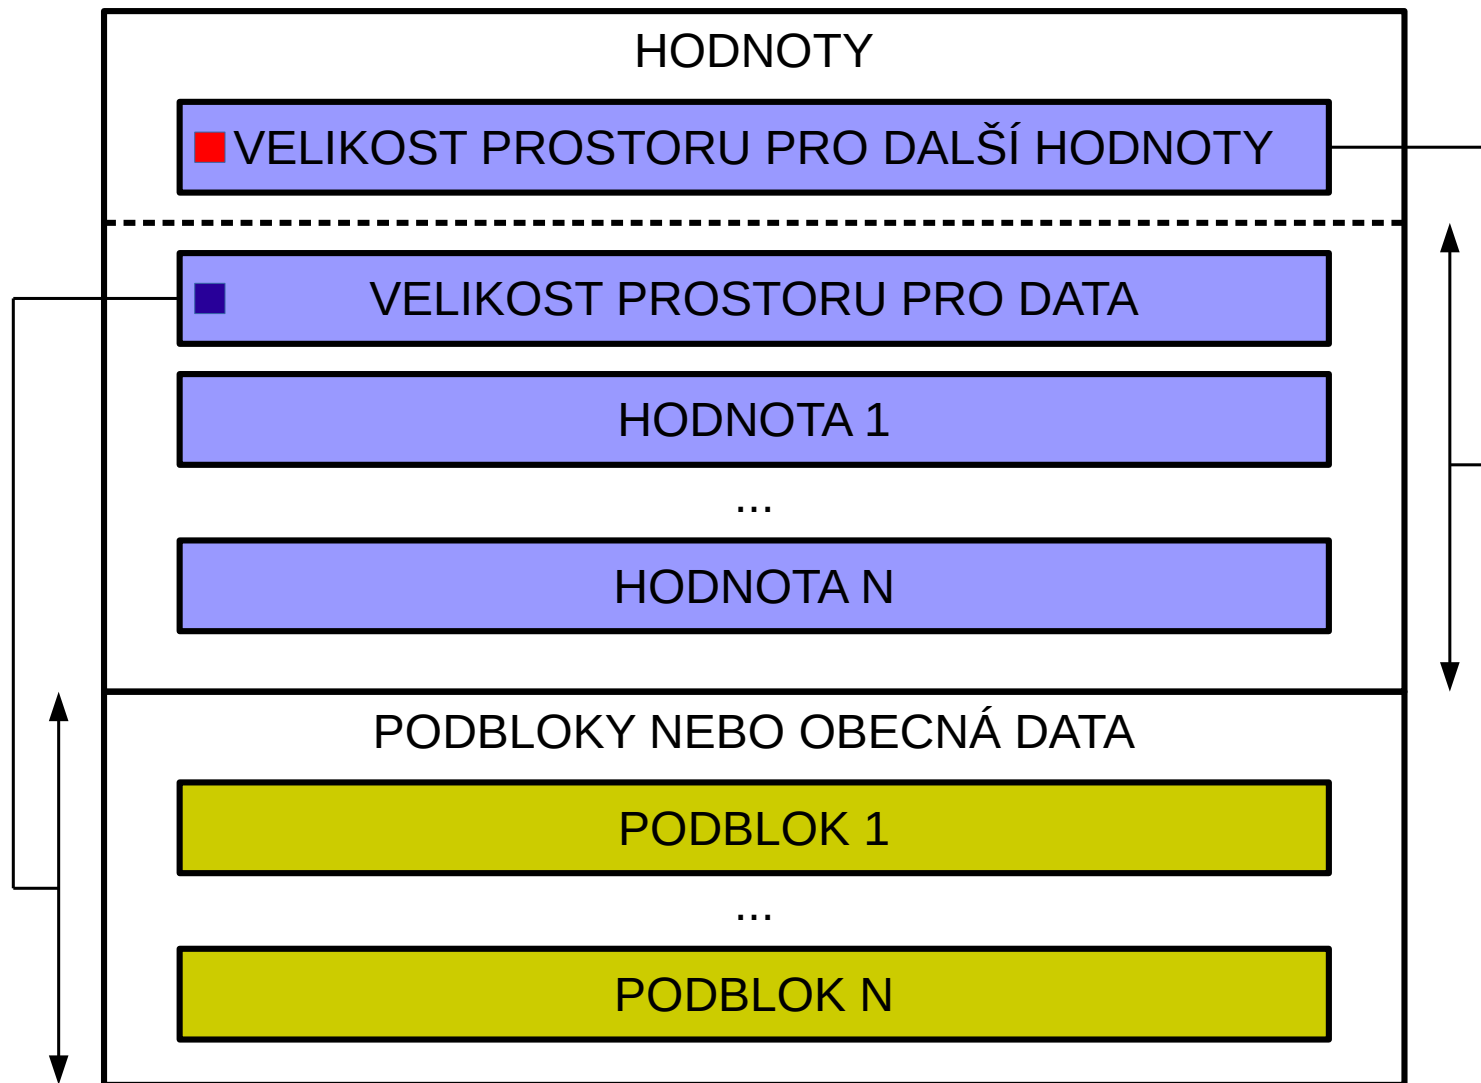 HODNOTY
VELIKOST PROSTORU PRO DALŠÍ HODNOTY
VELIKOST PROSTORU PRO DATA
HODNOTA 1
...
HODNOTA N
PODBLOKY NEBO OBECNÁ DATA
PODBLOK 1
...
PODBLOK N